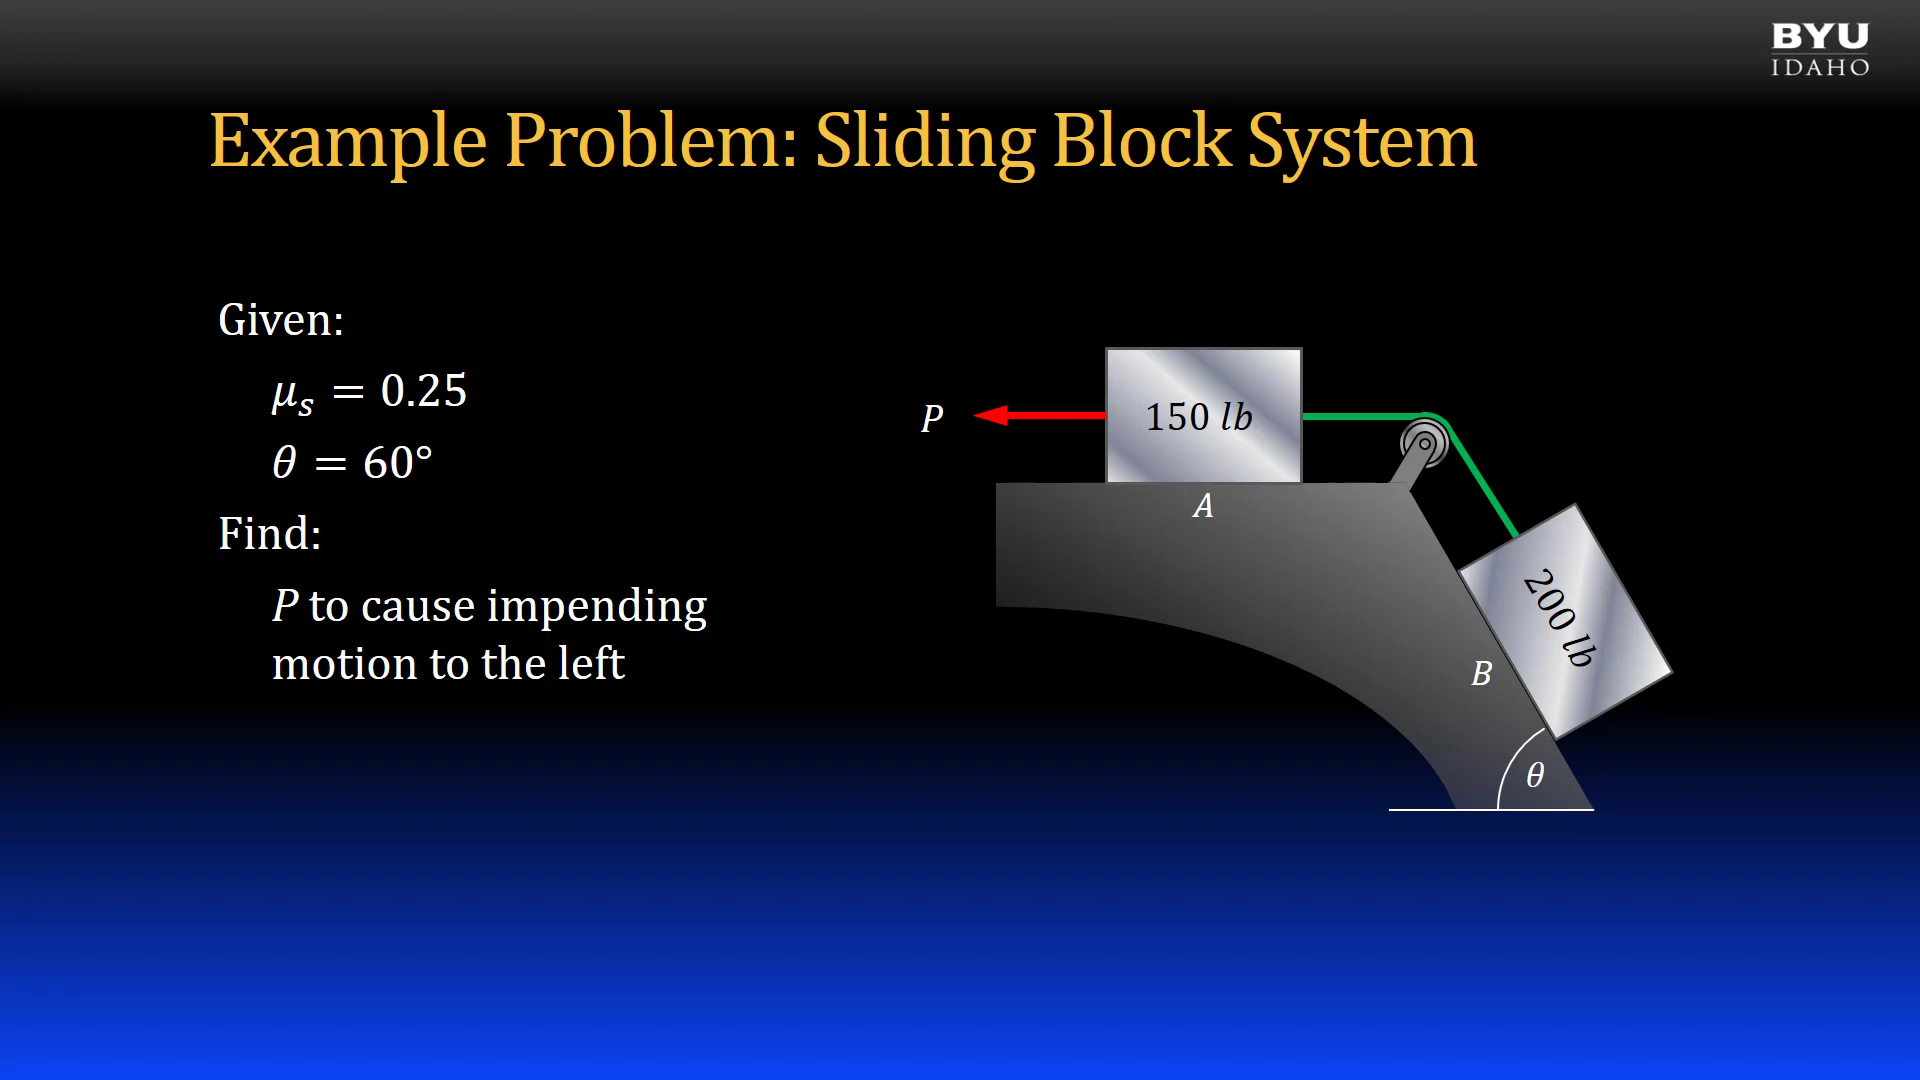 BYU
IDAHO
Example Problem: Sliding Block System
Given:
μₛ = 0.25
θ = 60°
Find:
P to cause impending
motion to the left
P
150 lb
A
200 lb
B
θ